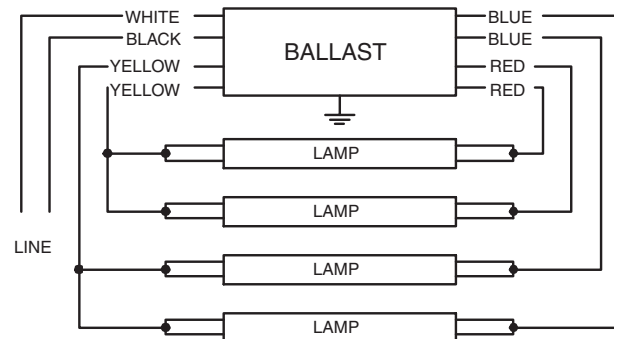 WHITE
BLACK
YELLOW
YELLOW
BALLAST
BLUE
BLUE
RED
RED
LAMP
LAMP
LINE
LAMP
LAMP